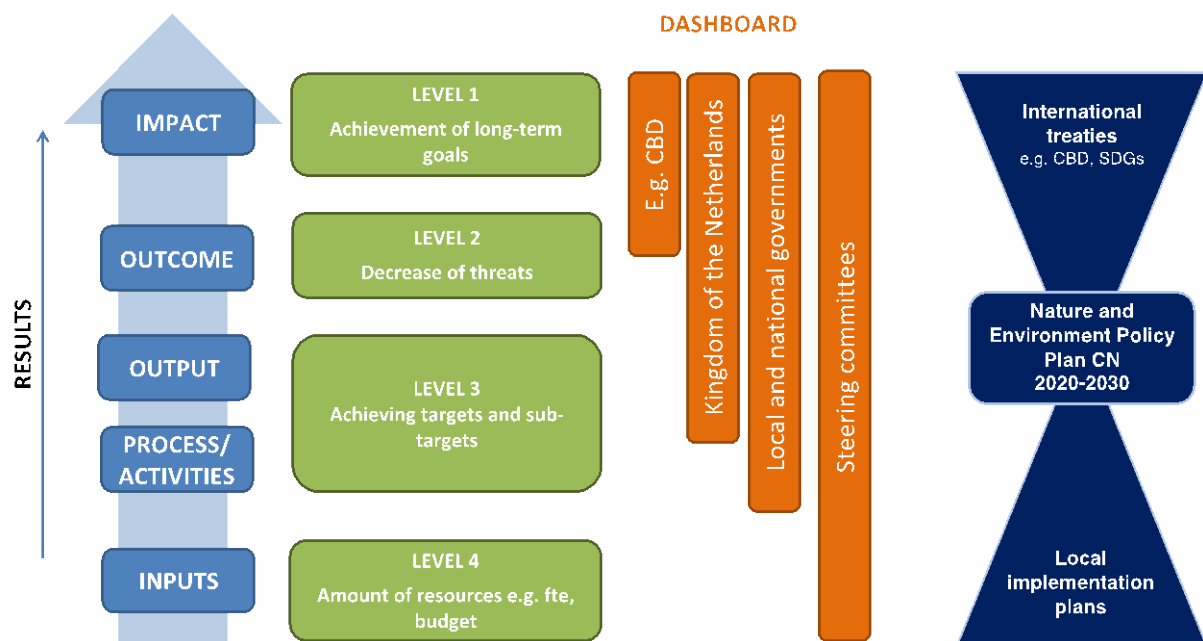 DASHBOARD
RESULTS
IMPACT
OUTCOME
OUTPUT
PROCESS/
ACTIVITIES
INPUTS
LEVEL 1
Achievement of long-term
goals
LEVEL 2
Decrease of threats
LEVEL 3
Achieving targets and sub-
targets
LEVEL 4
Amount of resources e.g. fte,
budget
E.g. CBD
Kingdom of the Netherlands
Local and national governments
Steering committees
International
treaties
e.g. CBD, SDGs
Nature and
Environment Policy
Plan CN
2020-2030
Local
implementation
plans